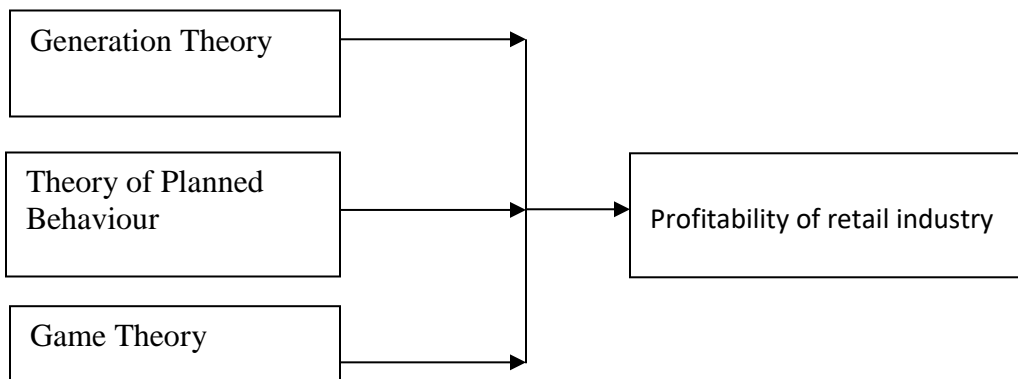 Generation Theory
Theory of Planned
Behaviour
Profitability of retail industry
Game Theory